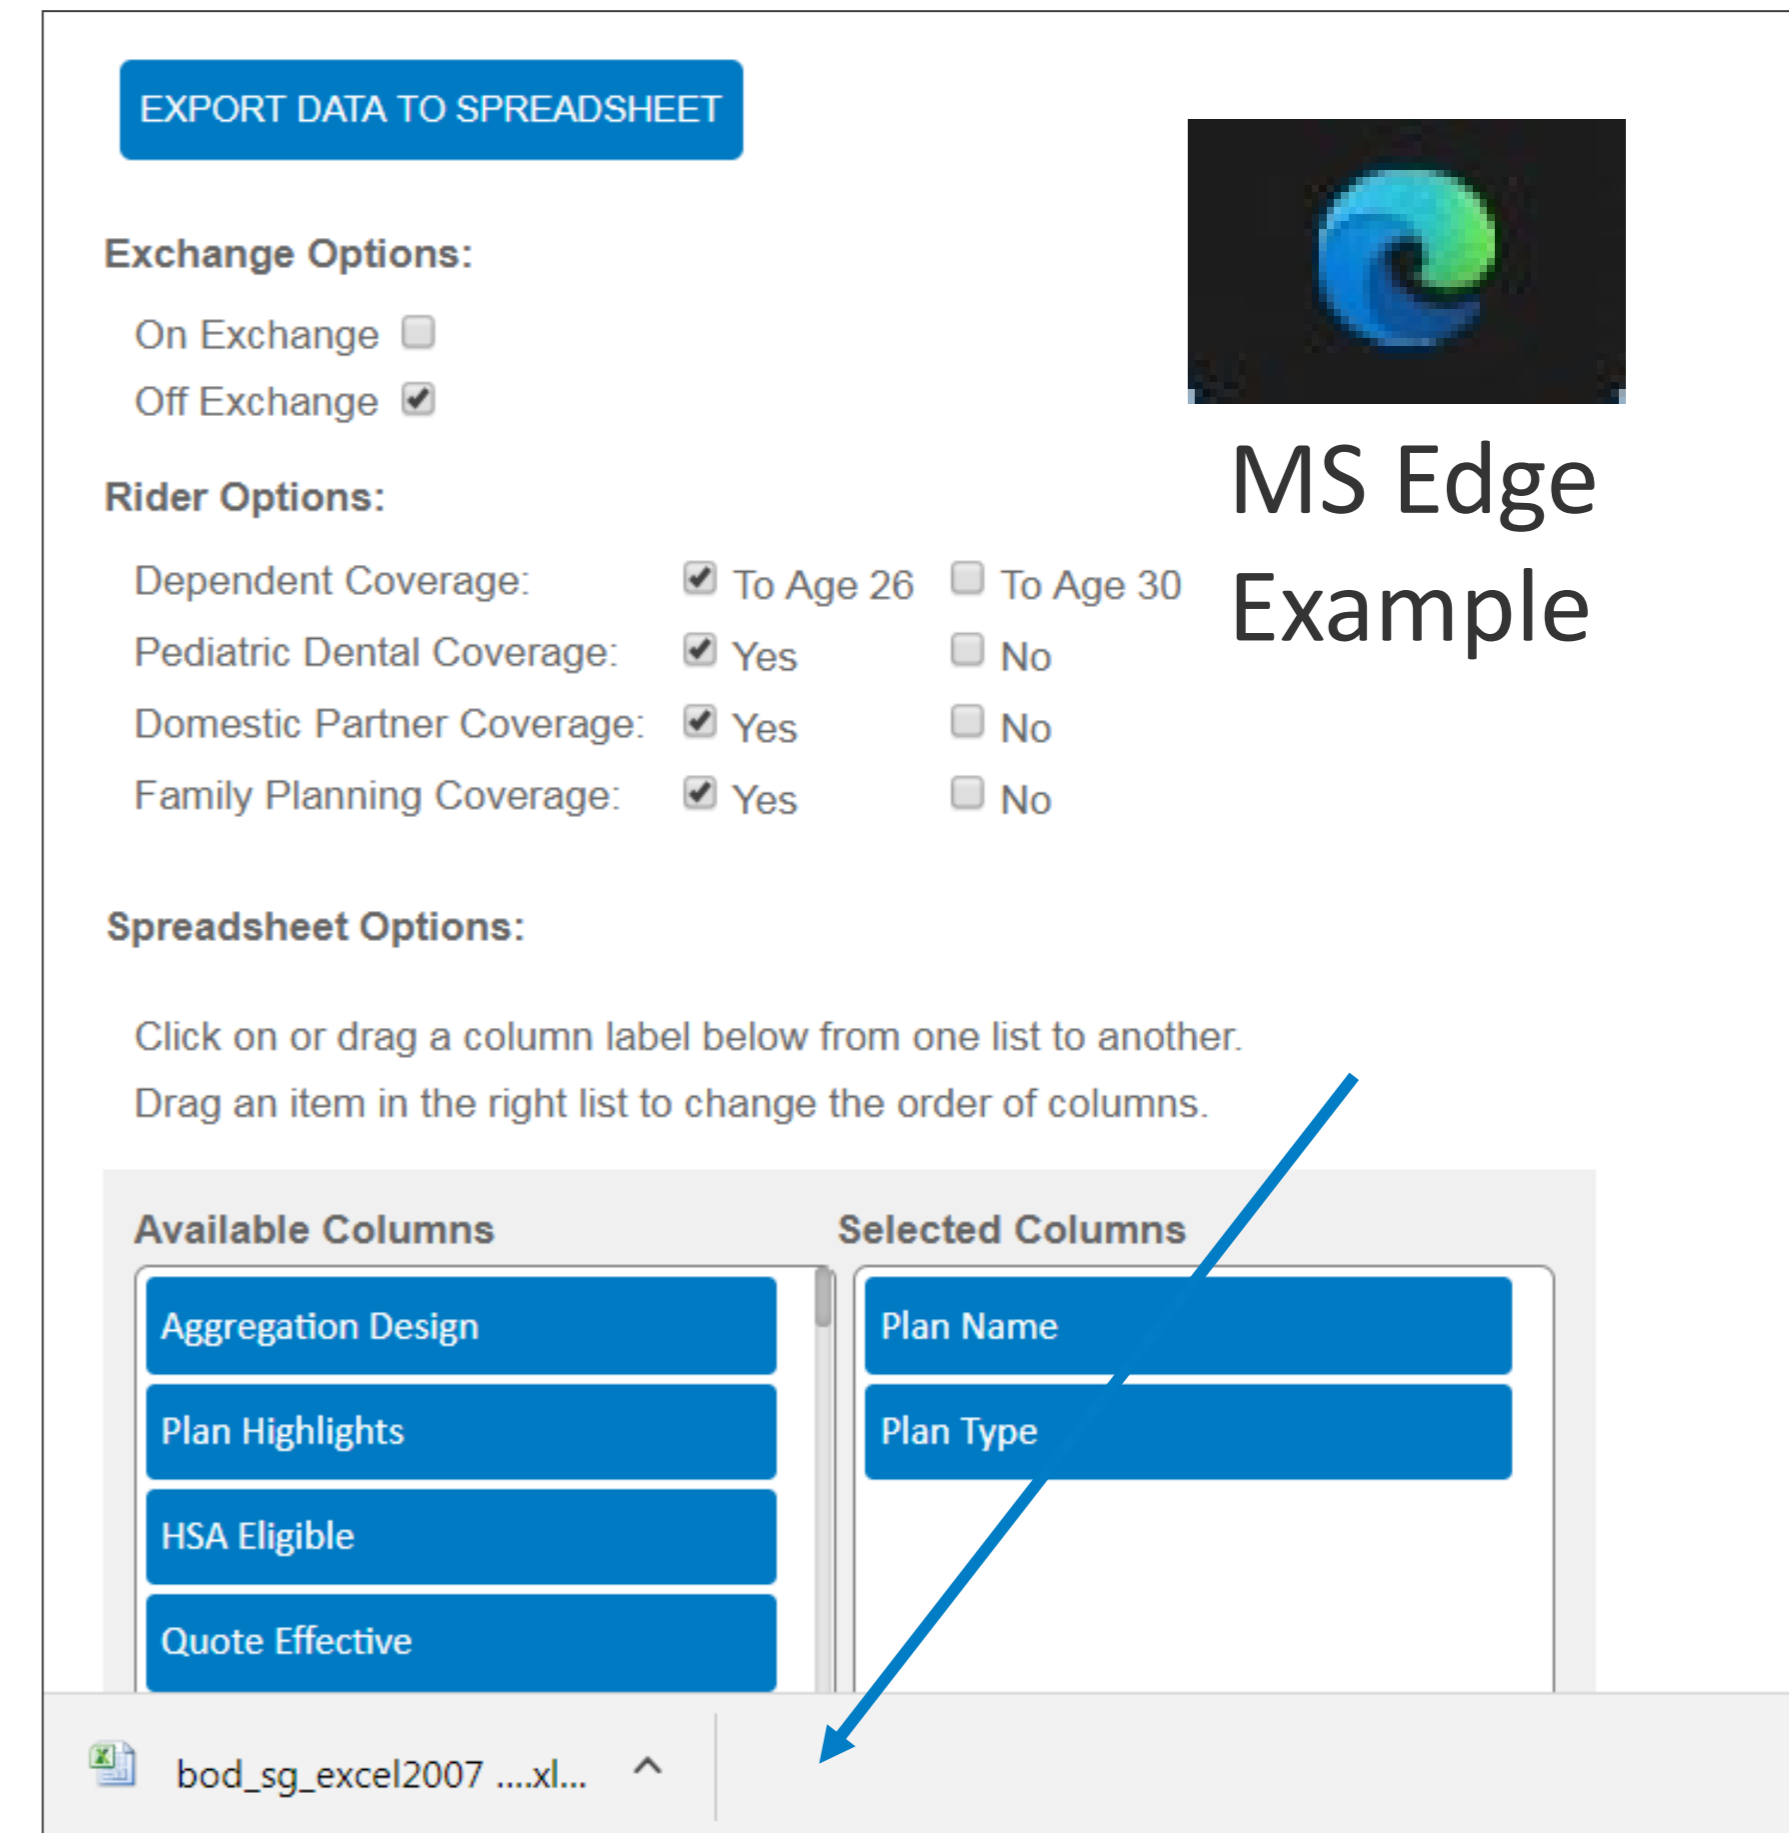 EXPORT DATA TO SPREADSHEET
Exchange Options:
On Exchange
Off Exchange
MS Edge
Example
Rider Options:
Dependent Coverage: To Age 26 To Age 30
Pediatric Dental Coverage: Yes No
Domestic Partner Coverage: Yes No
Family Planning Coverage: Yes No
Spreadsheet Options:
Click on or drag a column label below from one list to another.
Drag an item in the right list to change the order of columns.
Available Columns Selected Columns
Aggregation Design Plan Name
Plan Highlights Plan Type
HSA Eligible
Quote Effective
bod_sg_excel2007 ....xl...